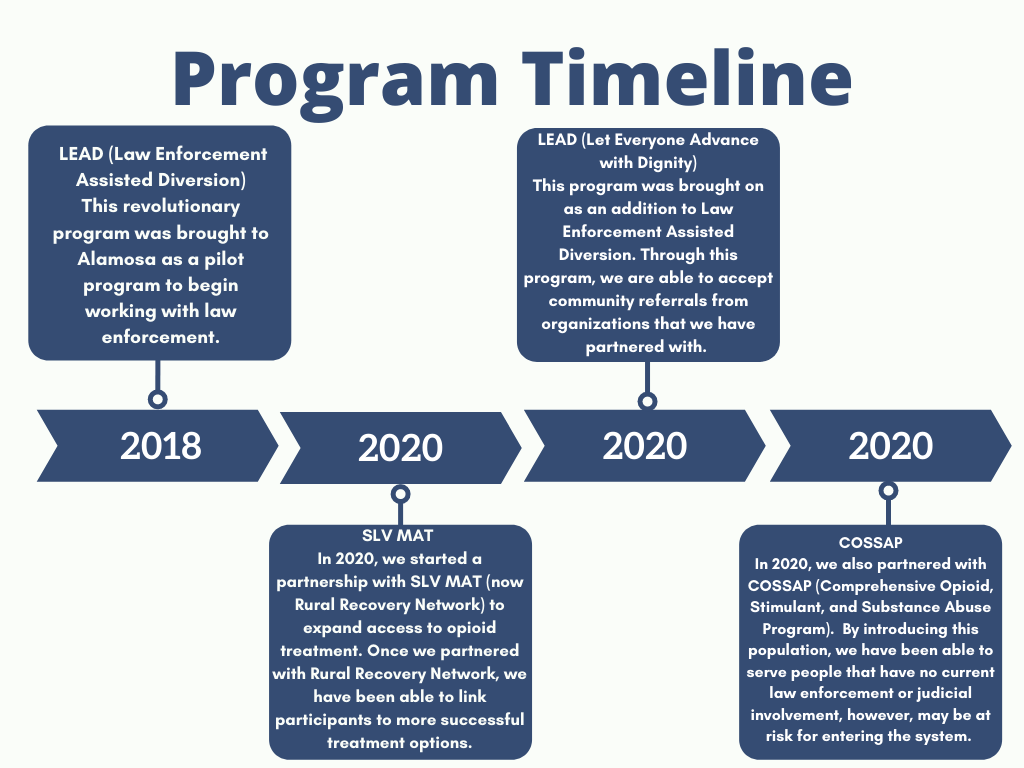 Program Timeline
LEAD (Law Enforcement
Assisted Diversion)
This revolutionary
program was brought to
Alamosa as a pilot
program to begin
working with law
enforcement.
LEAD (Let Everyone Advance
with Dignity)
This program was brought on
as an addition to Law
Enforcement Assisted
Diversion. Through this
program, we are able to accept
community referrals from
organizations that we have
partnered with.
2018
2020
2020
2020
SLV MAT
In 2020, we started a
partnership with SLV MAT (now
Rural Recovery Network) to
expand access to opioid
treatment. Once we partnered
with Rural Recovery Network, we
have been able to link
participants to more successful
treatment options.
COSSAP
In 2020, we also partnered with
COSSAP (Comprehensive Opioid,
Stimulant, and Substance Abuse
Program).  By introducing this
population, we have been able to
serve people that have no current
law enforcement or judicial
involvement, however, may be at
risk for entering the system.